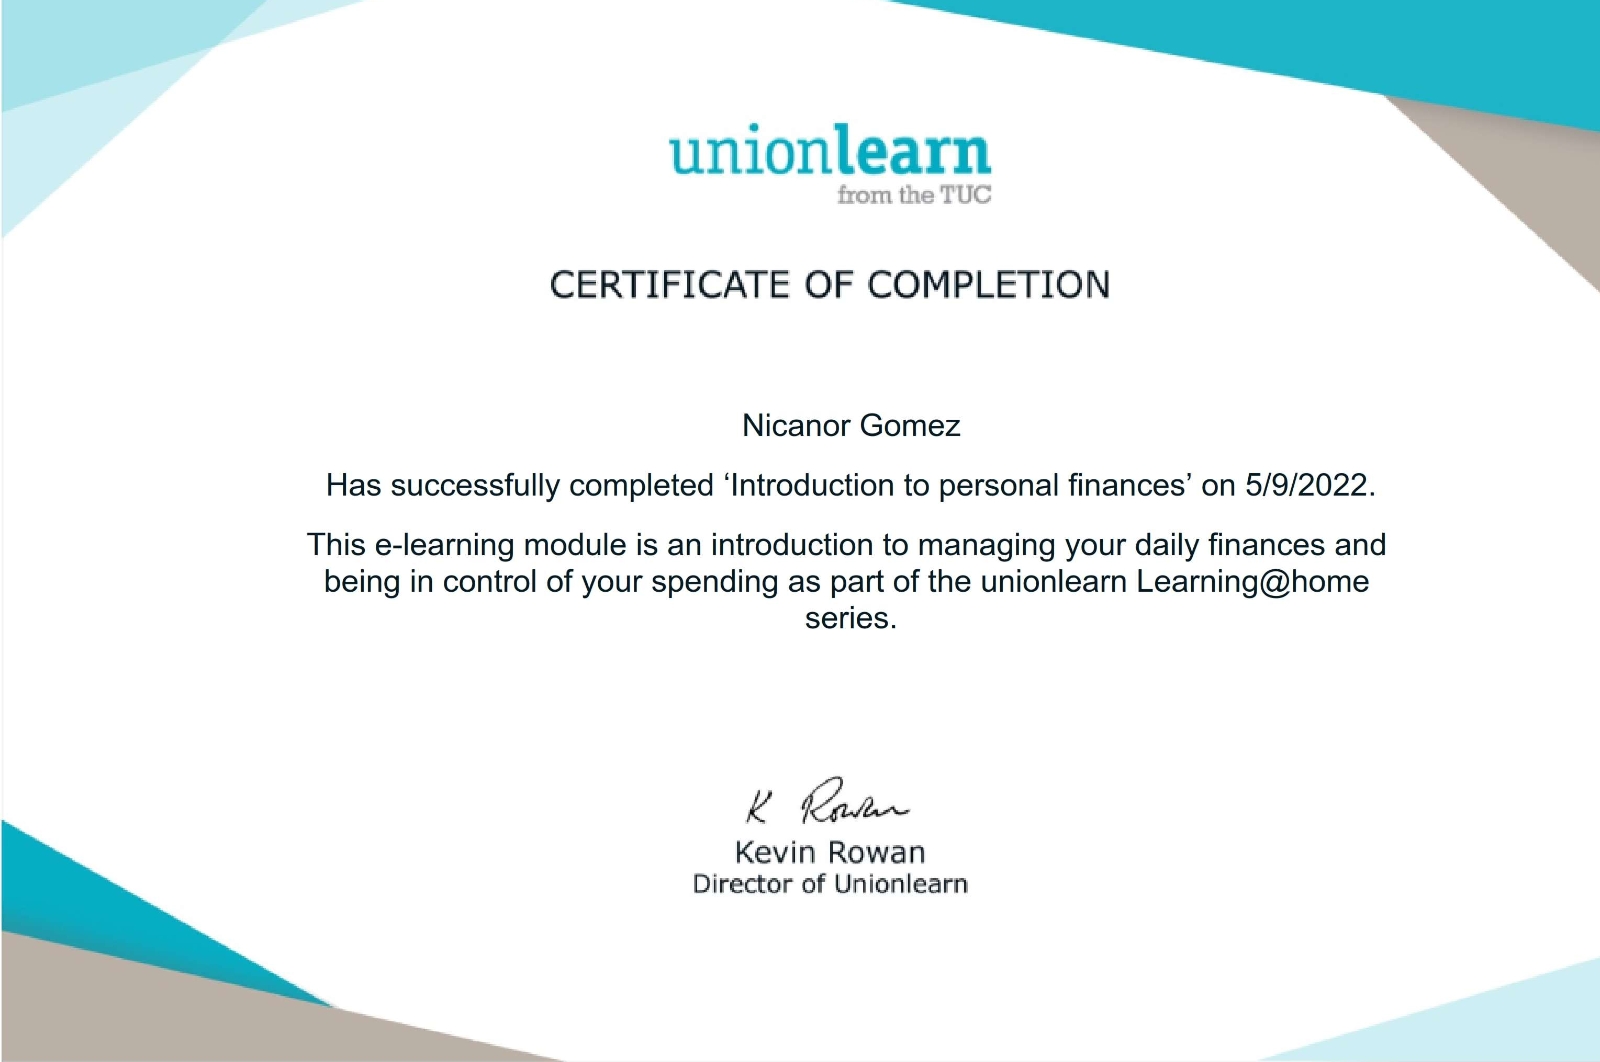 unionlearn
from the TUC
CERTIFICATE OF COMPLETION
Nicanor Gomez
Has successfully completed ‘Introduction to personal finances’ on 5/9/2022.
This e-learning module is an introduction to managing your daily finances and
being in control of your spending as part of the unionlearn Learning@home
series.
K Rowan
Kevin Rowan
Director of Unionlearn